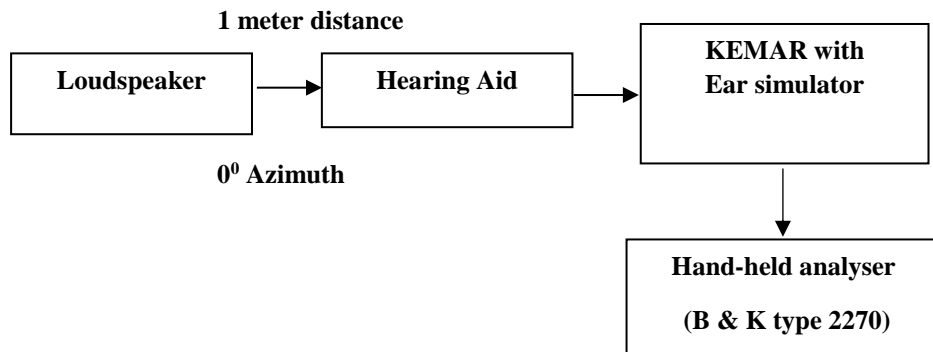 1 meter distance
Loudspeaker
Hearing Aid
KEMAR with
Ear simulator
0⁰ Azimuth
Hand-held analyser
(B & K type 2270)